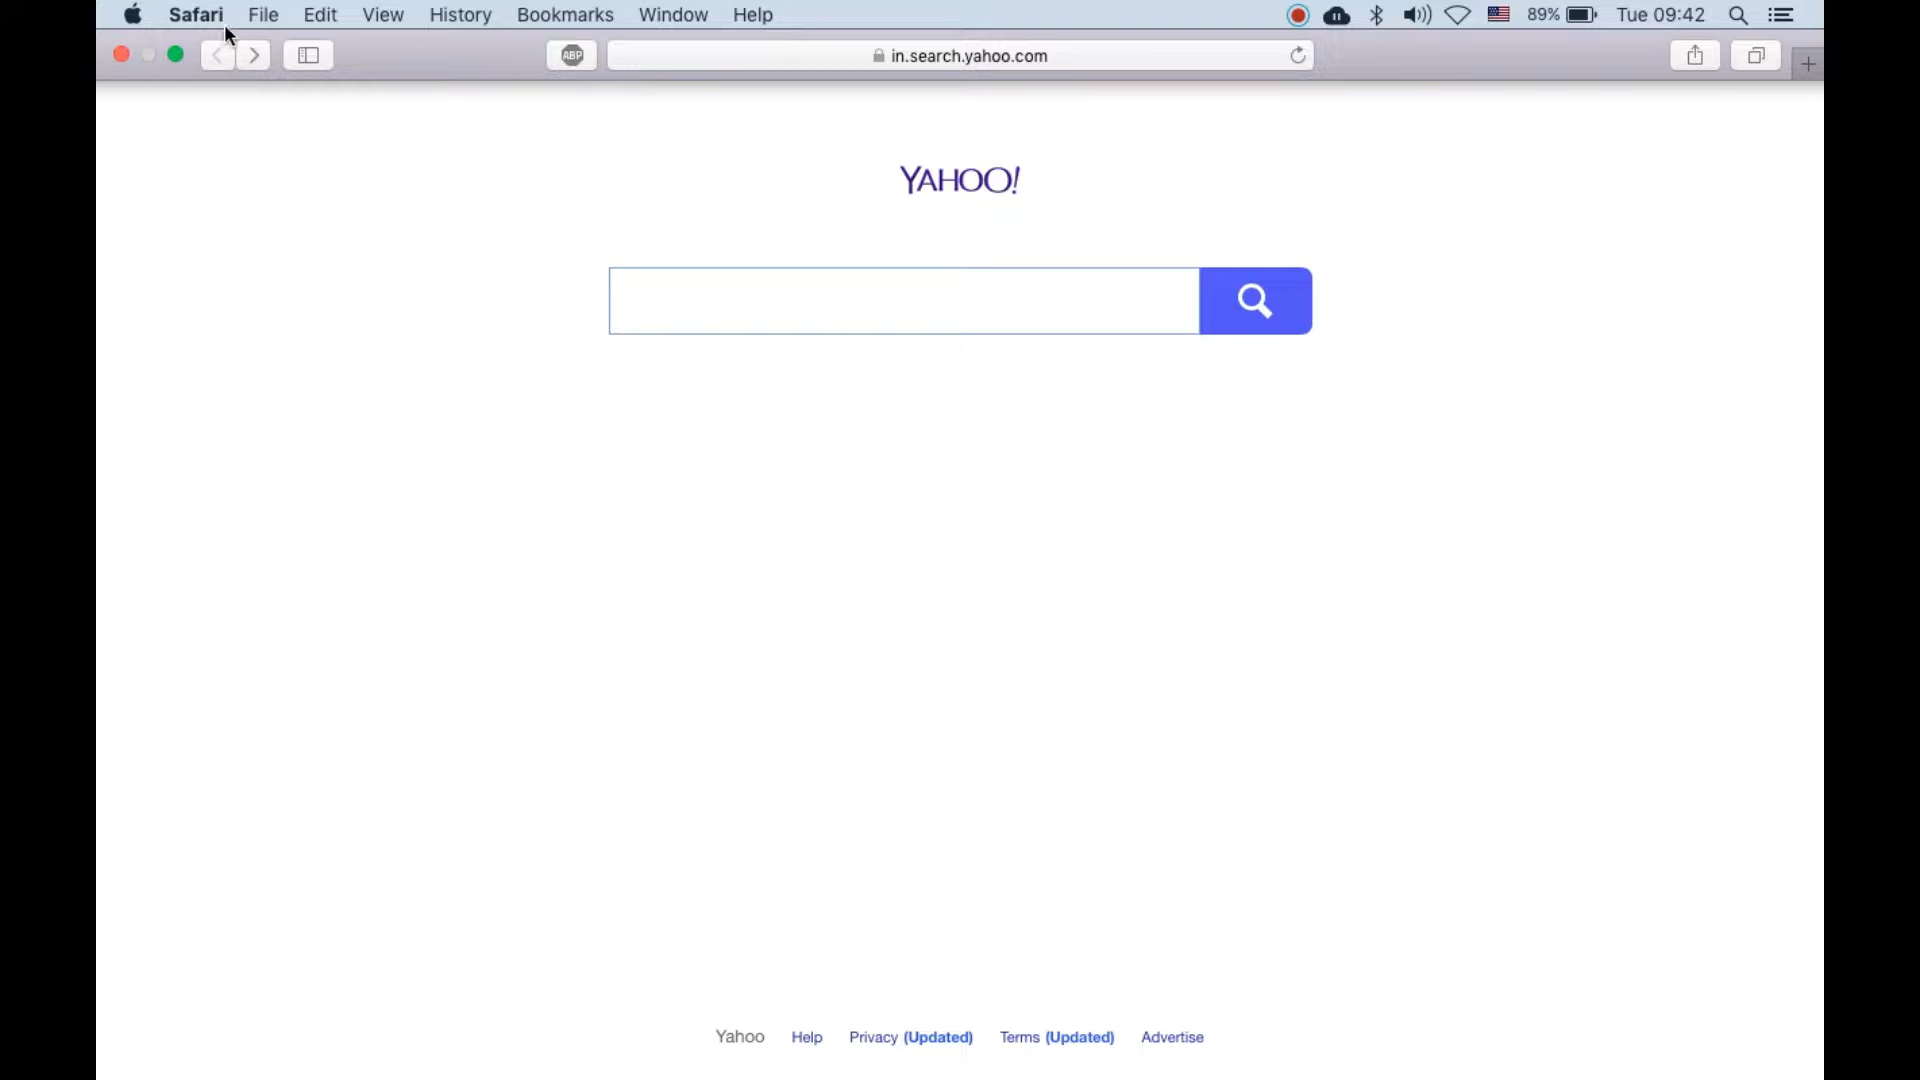 Safari File Edit View History Bookmarks Window Help 89% Tue 09:42
ABP in.search.yahoo.com
YAHOO!
Yahoo Help Privacy (Updated) Terms (Updated) Advertise